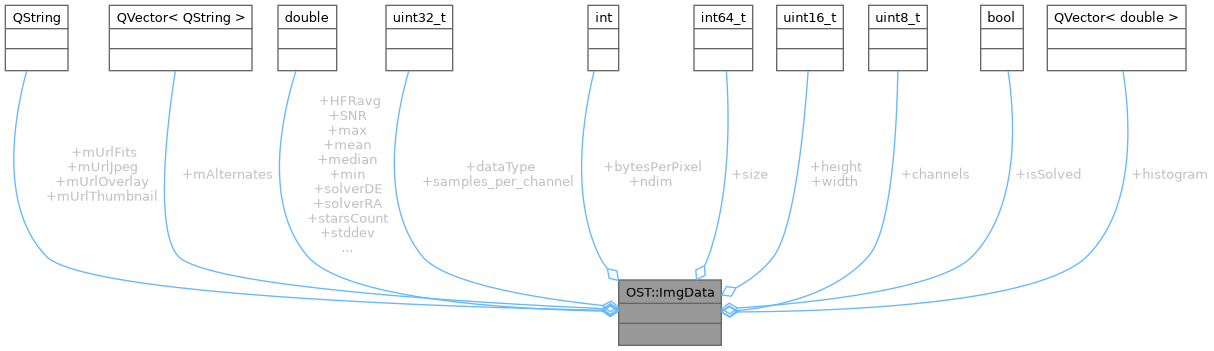 QString
QVector< QString >
double
uint32_t
int
int64_t
uint16_t
uint8_t
bool
QVector< double >
+mUrlFits
+mUrlJpeg
+mUrlOverlay
+mUrlThumbnail
+mAlternates
+HFRavg
+SNR
+max
+mean
+median
+min
+solverDE
+solverRA
+starsCount
+stddev
...
+dataType
+samples_per_channel
+bytesPerPixel
+ndim
+size
+height
+width
+channels
+isSolved
+histogram
OST::ImgData